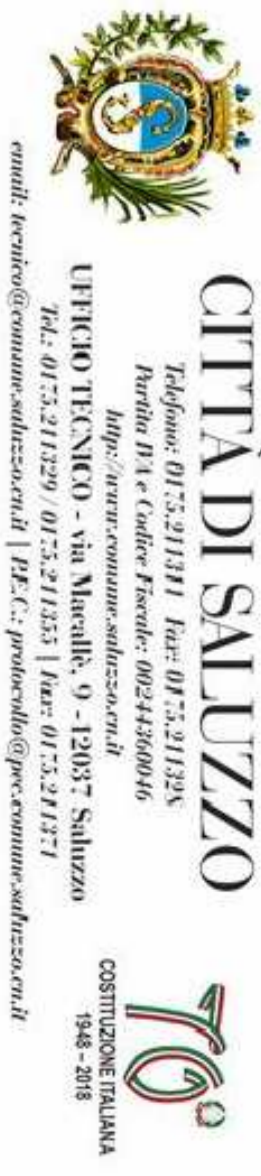 CITTÀ DI SALUZZO
Telefono: 0175.211311 Fax: 0175.211328
Partita IVA e Codice Fiscale: 00244360046
http://www.comune.saluzzo.cn.it
UFFICIO TECNICO - via Macallè, 9 -12037 Saluzzo
Tel.: 0175.211329 / 0175.211355 | Fax: 0175.211371
email: tecnico@comune.saluzzo.cn.it | P.E.C.: protocollo@pec.comune.saluzzo.cn.it
70°
COSTITUZIONE ITALIANA
1948 – 2018